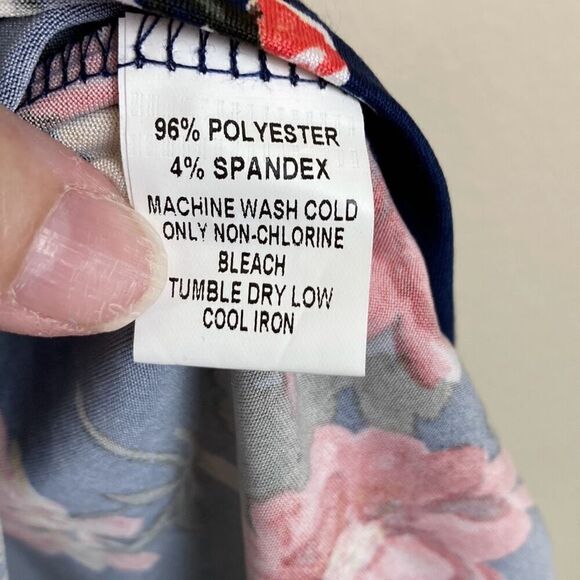 96% POLYESTER
4% SPANDEX
MACHINE WASH COLD
ONLY NON-CHLORINE
BLEACH
TUMBLE DRY LOW
COOL IRON